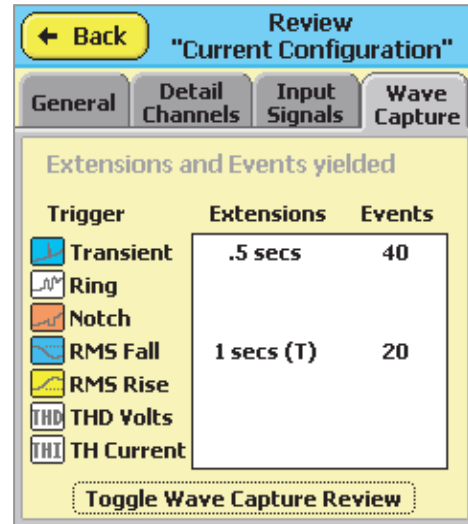 ← Back
Review
"Current Configuration"
General
Detail Channels
Input Signals
Wave Capture
Extensions and Events yielded
Trigger Extensions Events
Transient .5 secs 40
Ring
Notch
RMS Fall 1 secs (T) 20
RMS Rise
THD THD Volts
THI TH Current
Toggle Wave Capture Review